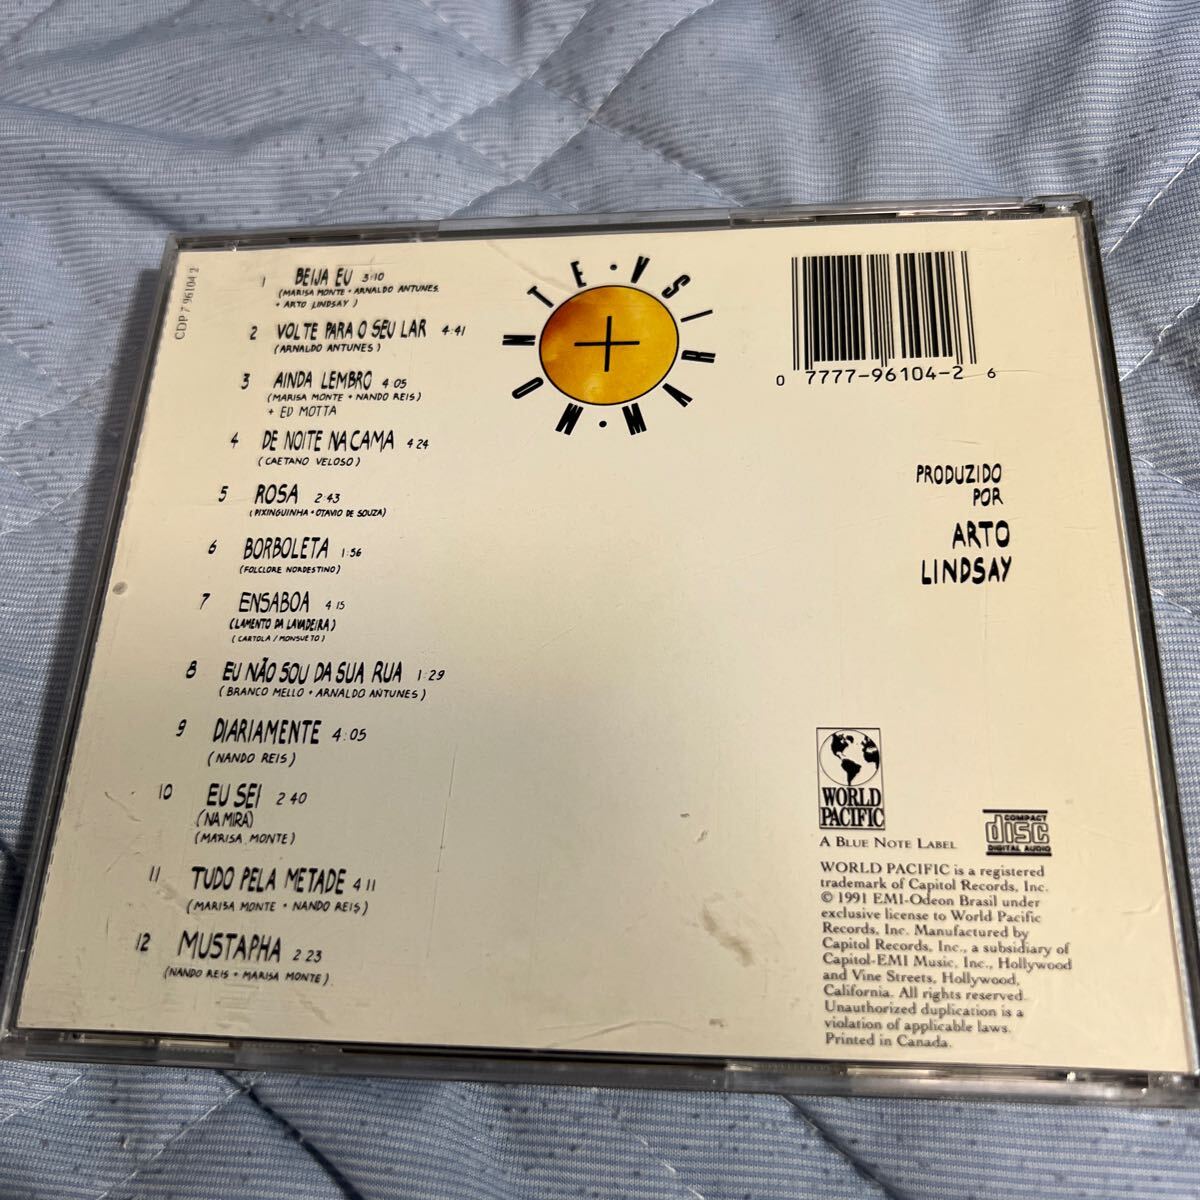 CDP 7 96104 2
1 BEIJA EU 3:10
(MARISA MONTE + ARNALDO ANTUNES
+ ARTO LINDSAY)
2 VOLTE PARA O SEU LAR 4:41
(ARNALDO ANTUNES)
3 AINDA LEMBRO 4:05
(MARISA MONTE + NANDO REIS)
+ ED MOTTA
4 DE NOITE NA CAMA 4:24
(CAETANO VELOSO)
5 ROSA 2:43
(PIXINGUINHA + OTAVIO DE SOUZA)
6 BORBOLETA 1:56
(FOLCLORE NORDESTINO)
7 ENSABOA 4:15
(LAMENTO DA LAVADEIRA)
(CARTOLA / MONSUETO)
8 EU NÃO SOU DA SUA RUA 1:29
(BRANCO MELLO + ARNALDO ANTUNES)
9 DIARIAMENTE 4:05
(NANDO REIS)
10 EU SEI 2:40
(NA MIRA)
(MARISA MONTE)
11 TUDO PELA METADE 4:11
(MARISA MONTE + NANDO REIS)
12 MUSTAPHA 2:23
(NANDO REIS + MARISA MONTE)
MARISA • MONTE •
0 7777-96104-2 6
PRODUZIDO
POR
ARTO
LINDSAY
WORLD
PACIFIC
A BLUE NOTE LABEL
COMPACT
disc
DIGITAL AUDIO
WORLD PACIFIC is a registered
trademark of Capitol Records, Inc.
© 1991 EMI-Odeon Brasil under
exclusive license to World Pacific
Records, Inc. Manufactured by
Capitol Records, Inc., a subsidiary of
Capitol-EMI Music, Inc., Hollywood
and Vine Streets, Hollywood,
California. All rights reserved.
Unauthorized duplication is a
violation of applicable laws.
Printed in Canada.